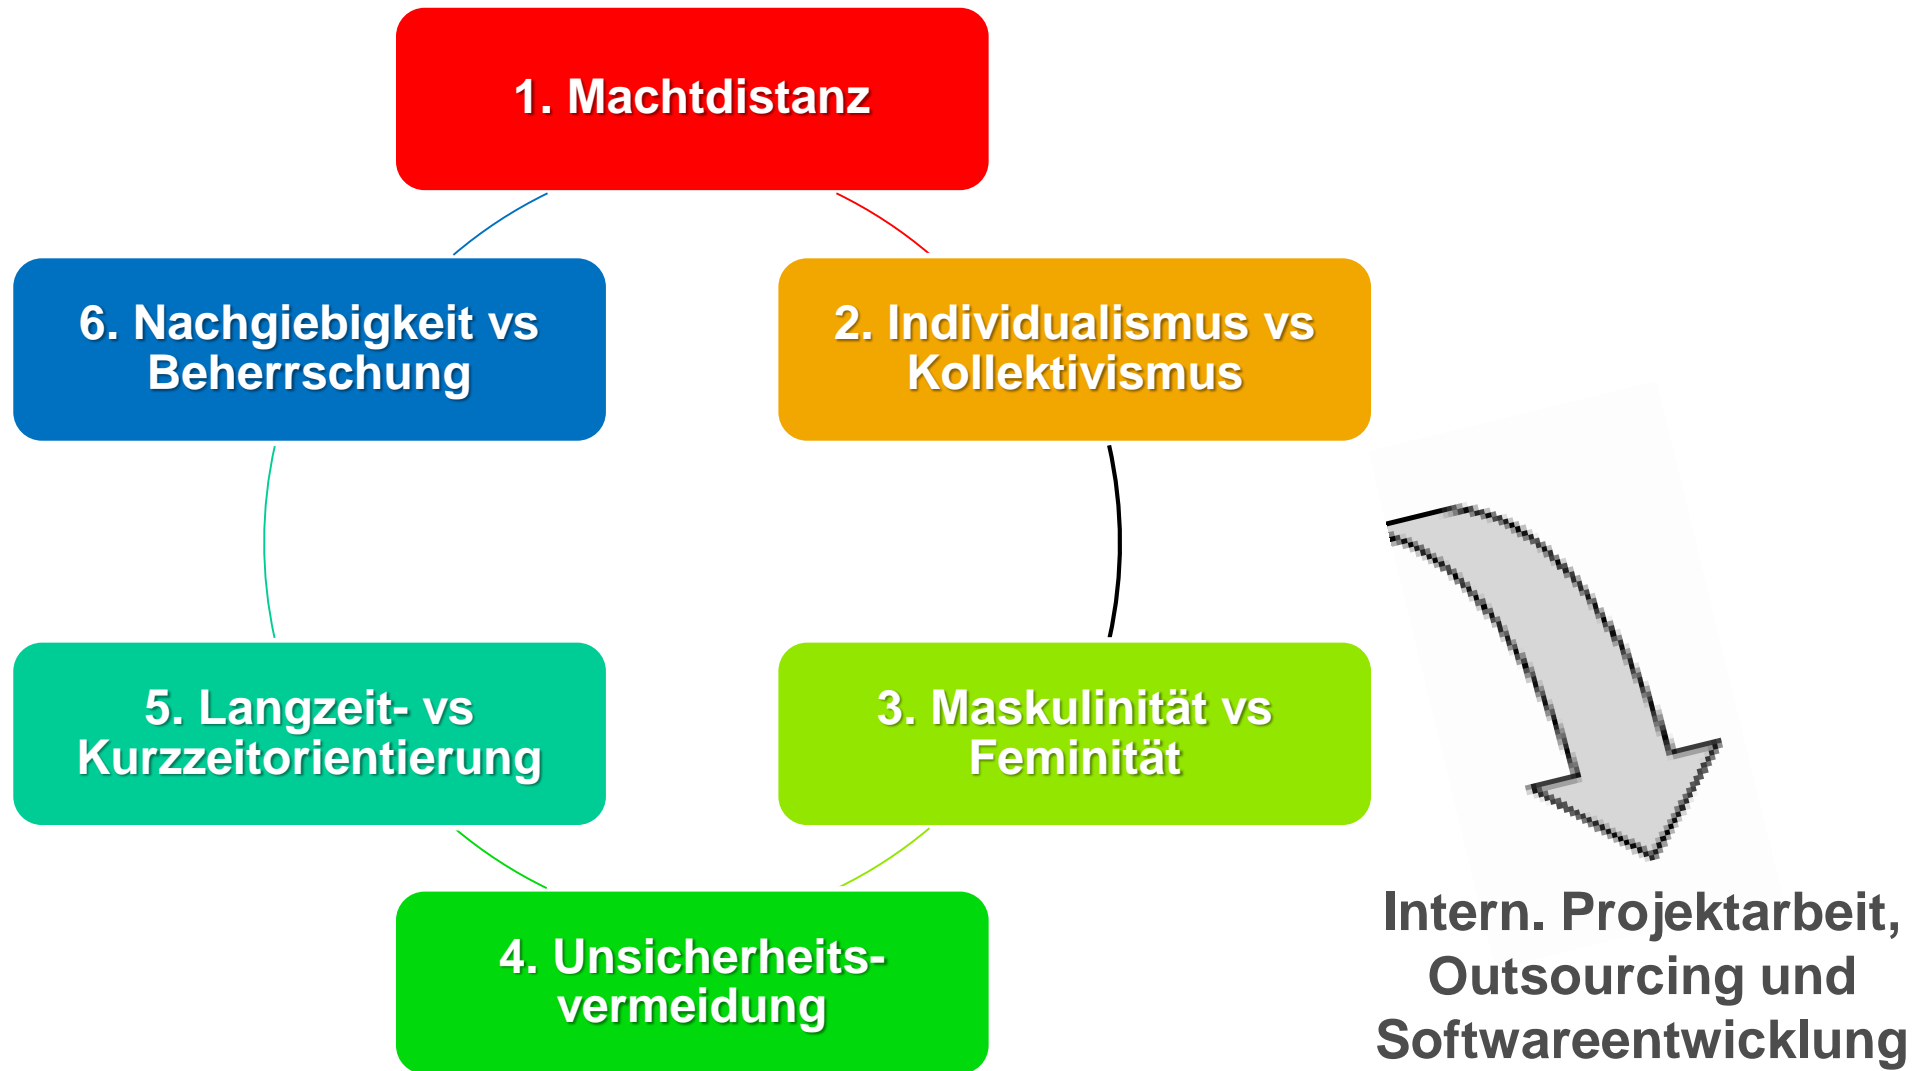 1. Machtdistanz
2. Individualismus vs
Kollektivismus
3. Maskulinität vs
Feminität
4. Unsicherheits-
vermeidung
5. Langzeit- vs
Kurzzeitorientierung
6. Nachgiebigkeit vs
Beherrschung
Intern. Projektarbeit,
Outsourcing und
Softwareentwicklung